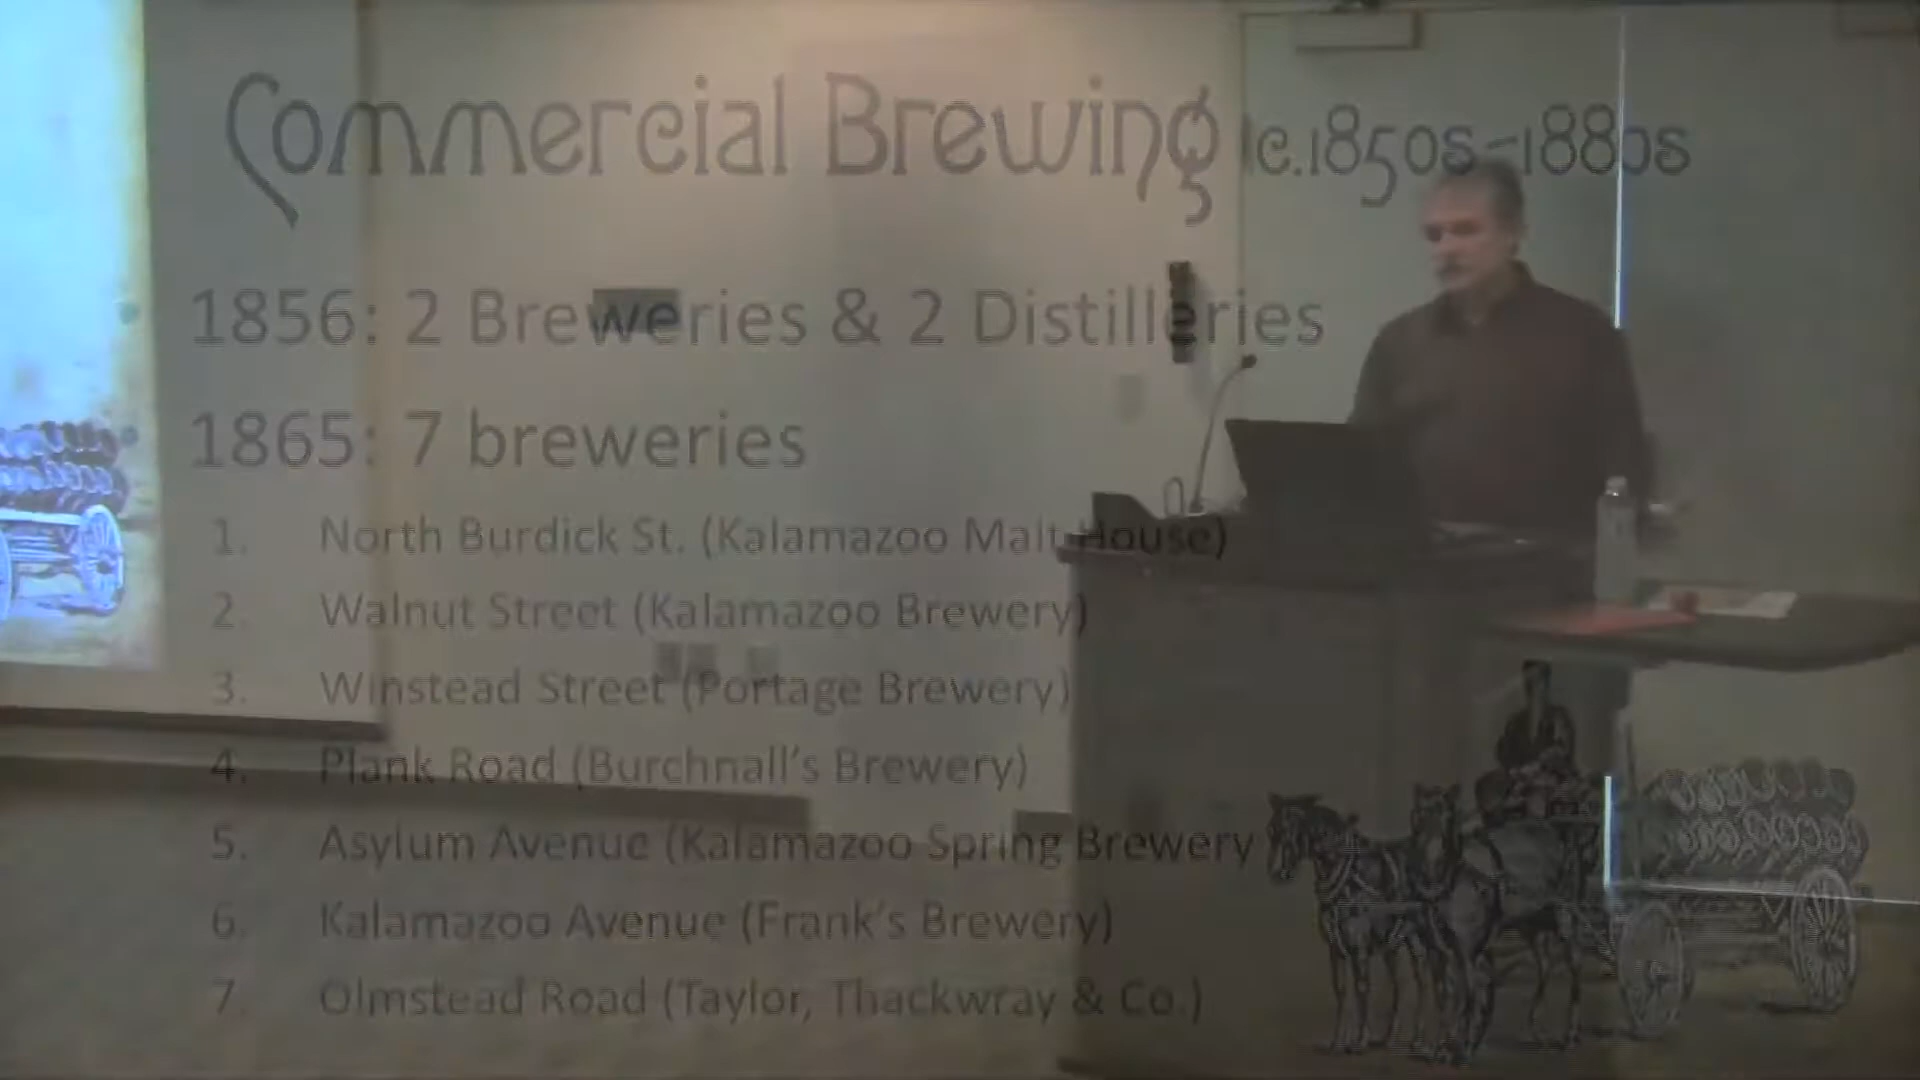 Commercial Brewing c.1850s-1880s
1856: 2 Breweries & 2 Distilleries
1865: 7 breweries
1. North Burdick St. (Kalamazoo Malt House)
2. Walnut Street (Kalamazoo Brewery)
3. Winstead Street (Portage Brewery)
4. Plank Road (Burchnall's Brewery)
5. Asylum Avenue (Kalamazoo Spring Brewery
6. Kalamazoo Avenue (Frank's Brewery)
7. Olmstead Road (Taylor, Thackwray & Co.)